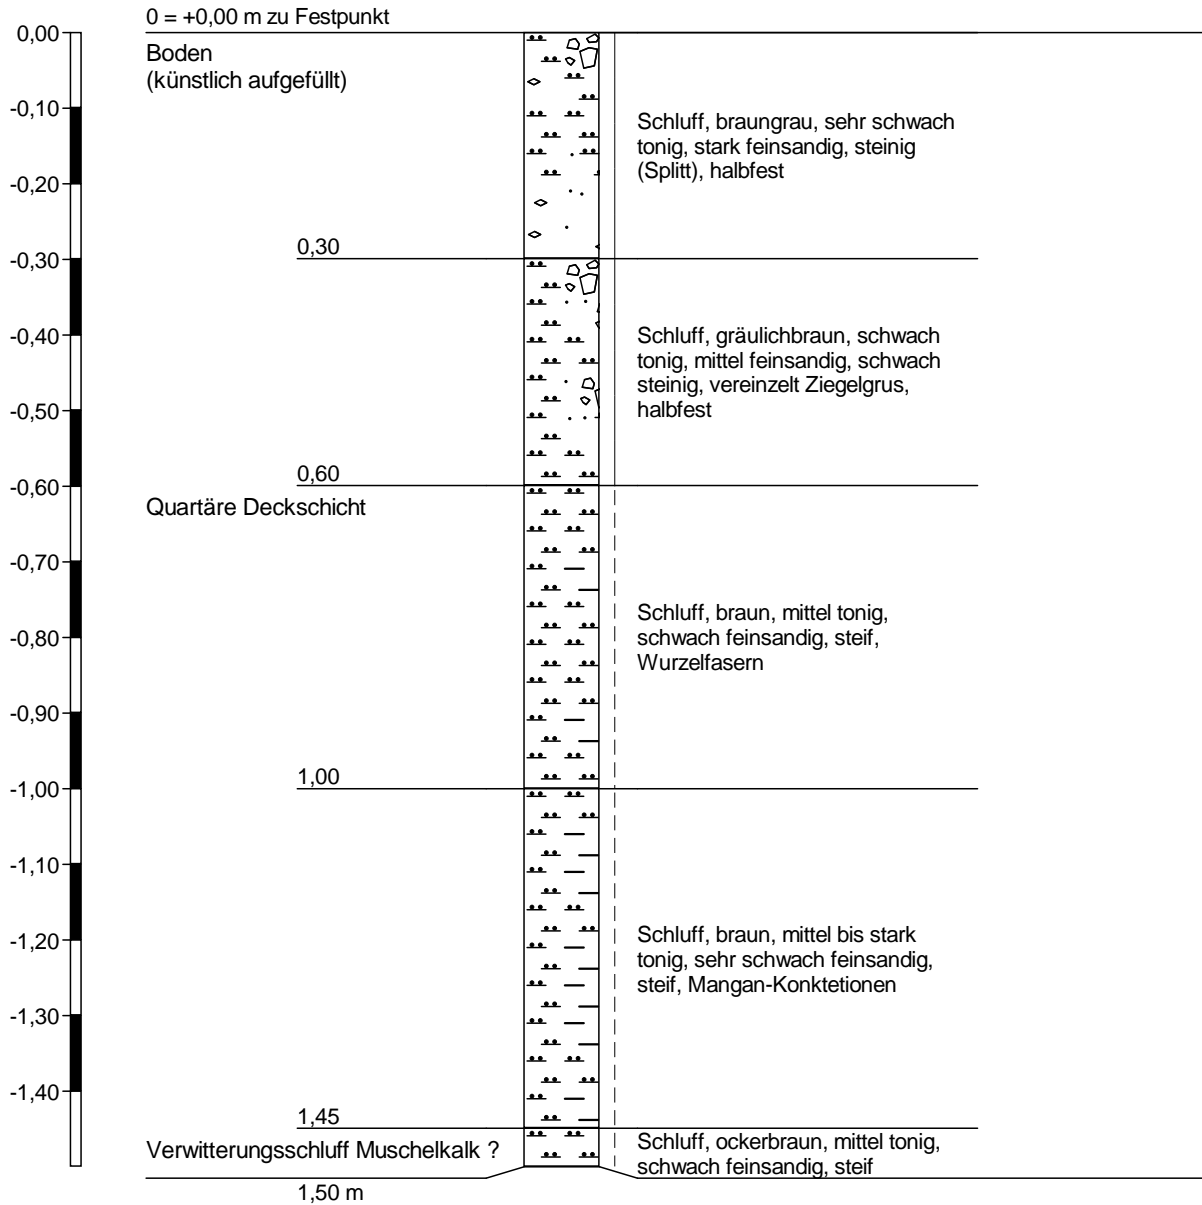 0 = +0,00 m zu Festpunkt
0,00
Boden
(künstlich aufgefüllt)
-0,10
Schluff, braungrau, sehr schwach
tonig, stark feinsandig, steinig
(Splitt), halbfest
-0,20
0,30
-0,30
Schluff, gräulichbraun, schwach
tonig, mittel feinsandig, schwach
steinig, vereinzelt Ziegelgrus,
halbfest
-0,40
-0,50
0,60
-0,60
Quartäre Deckschicht
-0,70
Schluff, braun, mittel tonig,
schwach feinsandig, steif,
Wurzelfasern
-0,80
-0,90
1,00
-1,00
-1,10
Schluff, braun, mittel bis stark
tonig, sehr schwach feinsandig,
steif, Mangan-Konktetionen
-1,20
-1,30
-1,40
1,45
Verwitterungsschluff Muschelkalk ?
Schluff, ockerbraun, mittel tonig,
schwach feinsandig, steif
1,50 m